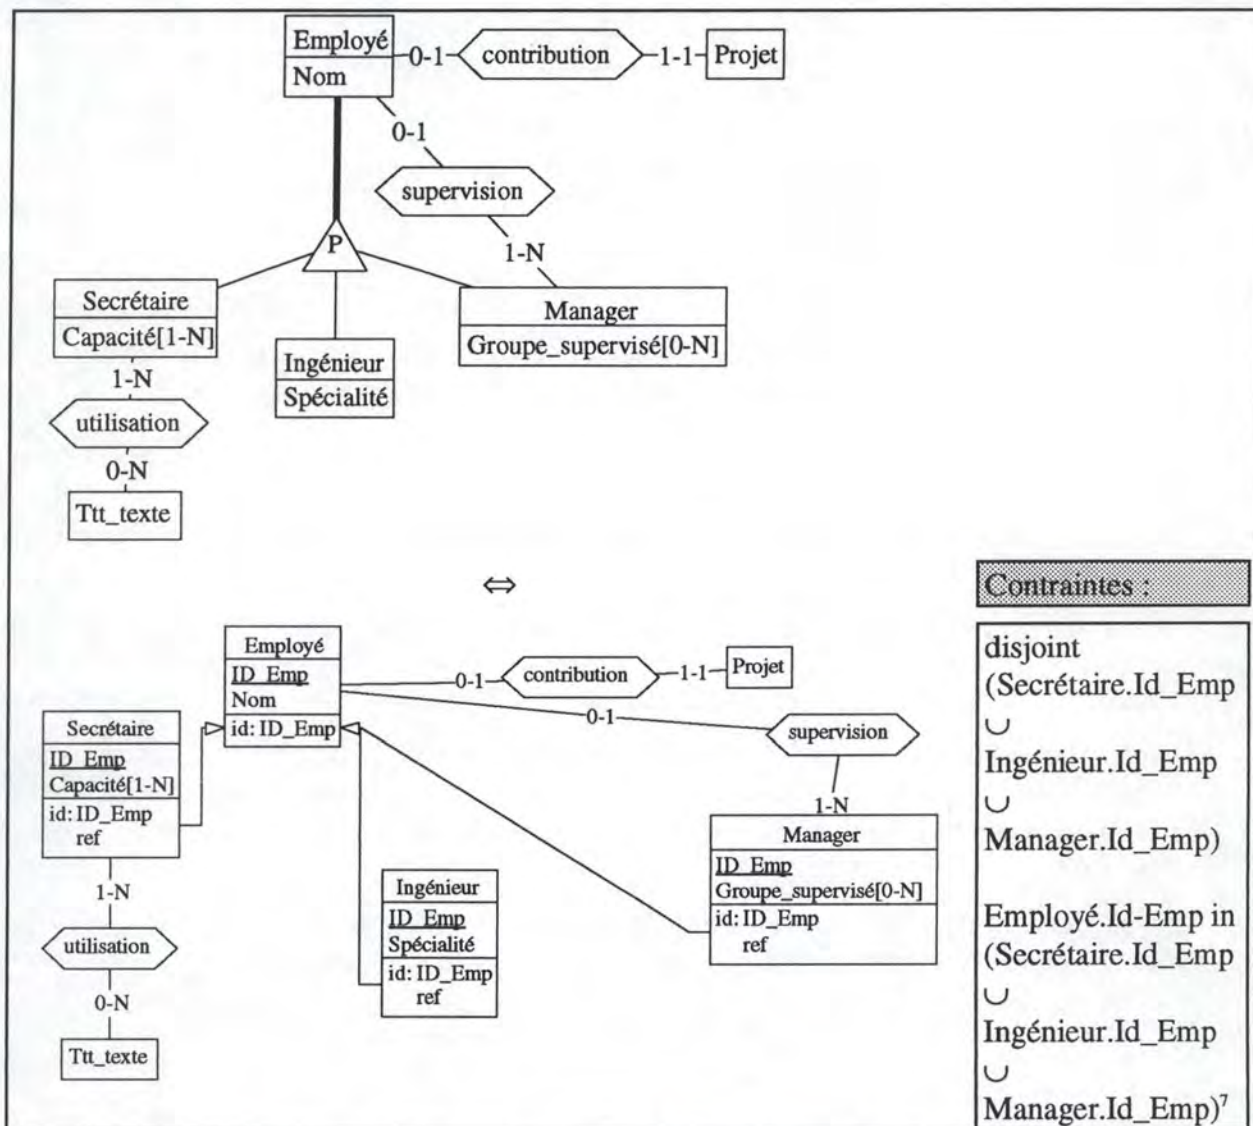 Employé
Nom
0-1
contribution
1-1
Projet
0-1
supervision
1-N
P
Secrétaire
Capacité[1-N]
1-N
utilisation
0-N
Ttt_texte
Ingénieur
Spécialité
Manager
Groupe_supervisé[0-N]
⇔
Employé
ID_Emp
Nom
id: ID_Emp
0-1
contribution
1-1
Projet
0-1
supervision
1-N
Secrétaire
ID_Emp
Capacité[1-N]
id: ID_Emp
ref
1-N
utilisation
0-N
Ttt_texte
Ingénieur
ID_Emp
Spécialité
id: ID_Emp
ref
Manager
ID_Emp
Groupe_supervisé[0-N]
id: ID_Emp
ref
Contraintes :
disjoint
(Secrétaire.Id_Emp
∪
Ingénieur.Id_Emp
∪
Manager.Id_Emp)
Employé.Id-Emp in
(Secrétaire.Id_Emp
∪
Ingénieur.Id_Emp
∪
Manager.Id_Emp)⁷